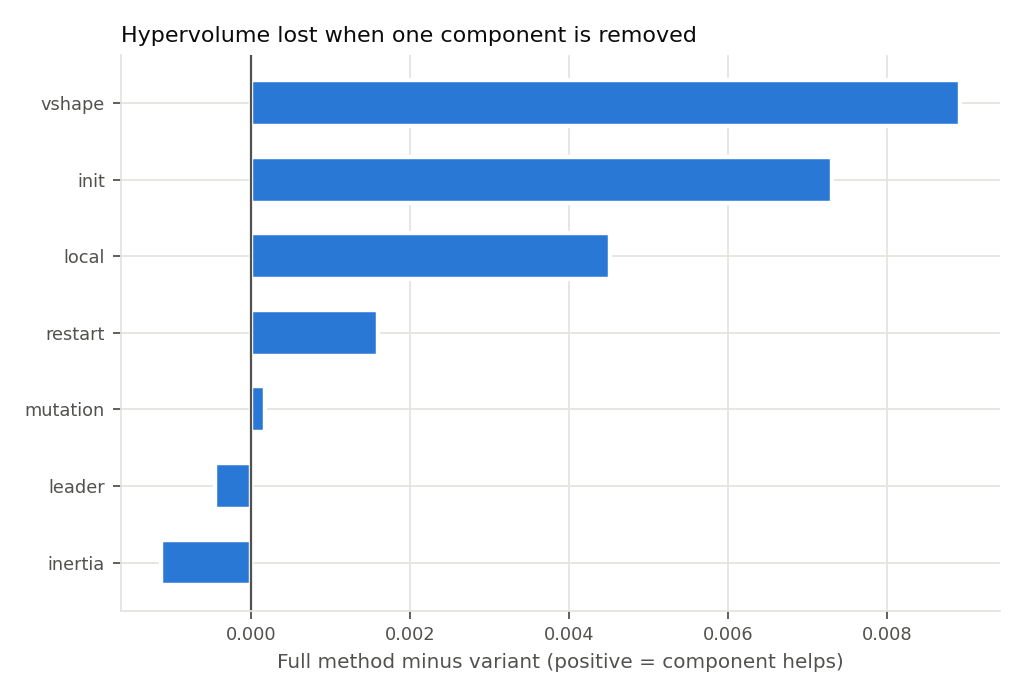 Hypervolume lost when one component is removed
vshape
init
local
restart
mutation
leader
inertia
0.000 0.002 0.004 0.006 0.008
Full method minus variant (positive = component helps)